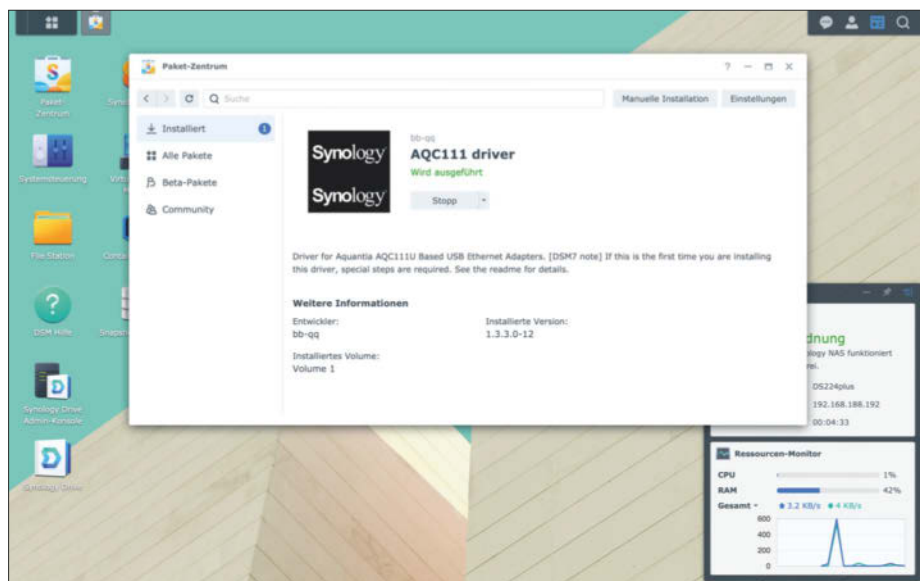 Paket-Zentrum
Suche
Manuelle Installation
Einstellungen
Installiert
1
Alle Pakete
Beta-Pakete
Community
Synology
Synology
bb-qq
AQC111 driver
Wird ausgeführt
Stopp
Driver for Aquantia AQC111U Based USB Ethernet Adapters. [DSM7 note] If this is the first time you are installing
this driver, special steps are required. See the readme for details.
Weitere Informationen
Entwickler:
bb-qq
Installierte Version:
1.3.3.0-12
Installiertes Volume:
Volume 1
Paket-
Zentrum
Systemsteuerung
File Station
DSM Hilfe
Synology Drive
Admin-Konsole
Synology Drive
dnung
ology NAS funktioniert
rei.
DS224plus
192.168.188.192
00:04:33
Ressourcen-Monitor
CPU
1%
RAM
42%
Gesamt
3.2 KB/s
4 KB/s
600
400
200
0